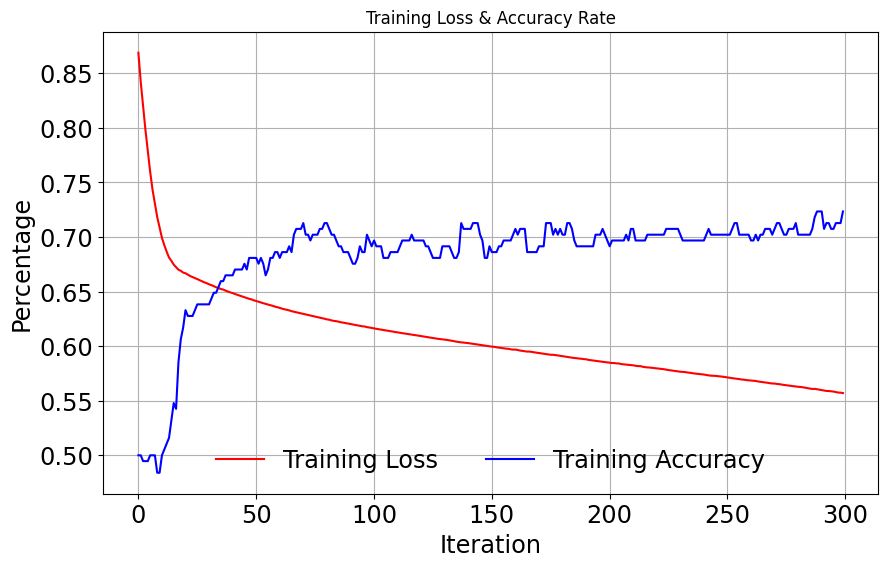 Training Loss & Accuracy Rate
Percentage
0.85
0.80
0.75
0.70
0.65
0.60
0.55
0.50
Training Loss Training Accuracy
0 50 100 150 200 250 300
Iteration